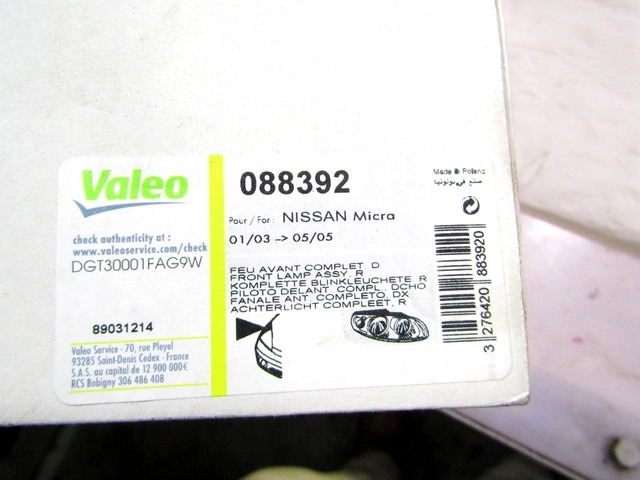 Valeo
check authenticity at :
www.valeoservice.com/check
DGT30001FAG9W
89031214
Valeo Service - 70, rue Pleyel
93285 Saint-Denis Cedex - France
S.A.S. au capital de 12 900 000€
RCS Bobigny 306 486 408
088392
Pour / For : NISSAN Micra
01/03 -> 05/05
FEU AVANT COMPLET D
FRONT LAMP ASSY. R
KOMPLETTE BLINKLEUCHETE R
PILOTO DELANT. COMPL. DCHO
FANALE ANT. COMPLETO, DX
ACHTERLICHT COMPLEET, R
Made in Poland
صنع في بولونيا
3 276420 883920